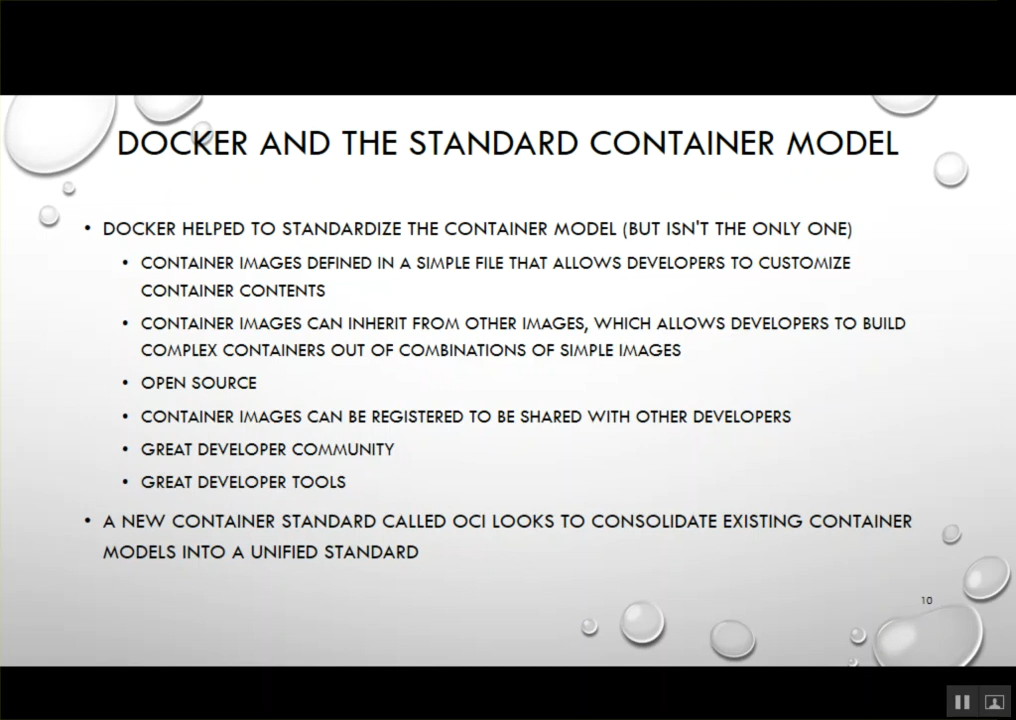 DOCKER AND THE STANDARD CONTAINER MODEL
• DOCKER HELPED TO STANDARDIZE THE CONTAINER MODEL (BUT ISN'T THE ONLY ONE)
• CONTAINER IMAGES DEFINED IN A SIMPLE FILE THAT ALLOWS DEVELOPERS TO CUSTOMIZE
CONTAINER CONTENTS
• CONTAINER IMAGES CAN INHERIT FROM OTHER IMAGES, WHICH ALLOWS DEVELOPERS TO BUILD
COMPLEX CONTAINERS OUT OF COMBINATIONS OF SIMPLE IMAGES
• OPEN SOURCE
• CONTAINER IMAGES CAN BE REGISTERED TO BE SHARED WITH OTHER DEVELOPERS
• GREAT DEVELOPER COMMUNITY
• GREAT DEVELOPER TOOLS
• A NEW CONTAINER STANDARD CALLED OCI LOOKS TO CONSOLIDATE EXISTING CONTAINER
MODELS INTO A UNIFIED STANDARD
10